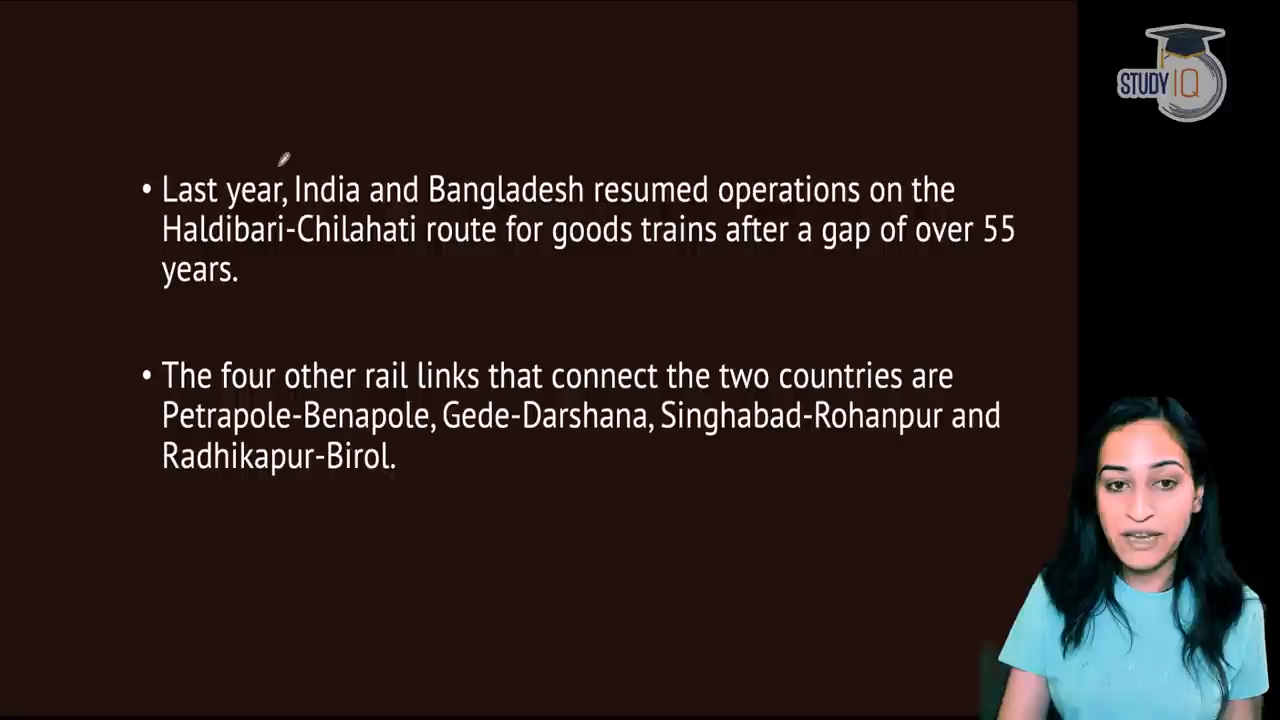 STUDY IQ
• Last year, India and Bangladesh resumed operations on the
Haldibari-Chilahati route for goods trains after a gap of over 55
years.
• The four other rail links that connect the two countries are
Petrapole-Benapole, Gede-Darshana, Singhabad-Rohanpur and
Radhikapur-Birol.